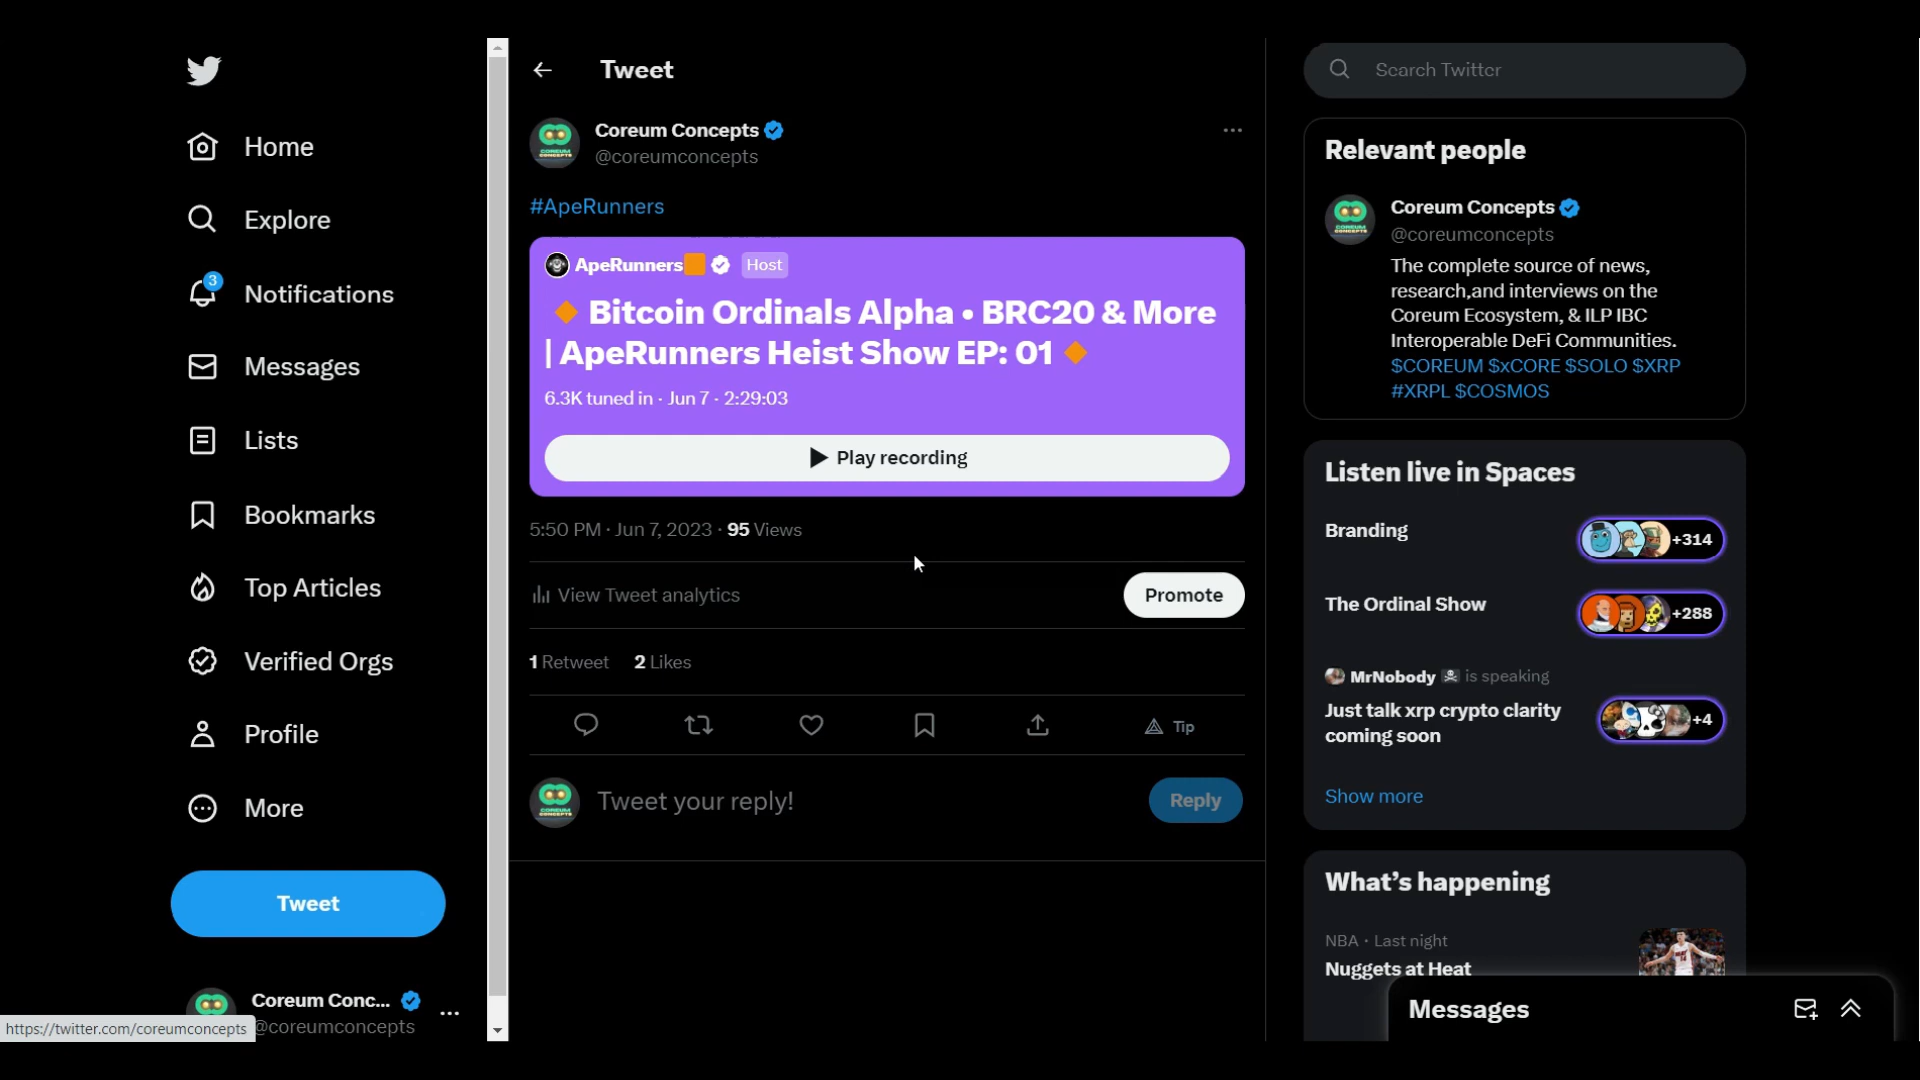 Home
Explore
3
Notifications
Messages
Lists
Bookmarks
Top Articles
Verified Orgs
Profile
More
Tweet
Coreum Conc...
@coreumconcepts
https://twitter.com/coreumconcepts
Tweet
Coreum Concepts
@coreumconcepts
#ApeRunners
ApeRunners Host
Bitcoin Ordinals Alpha • BRC20 & More
| ApeRunners Heist Show EP: 01
6.3K tuned in · Jun 7 · 2:29:03
Play recording
5:50 PM · Jun 7, 2023 · 95 Views
View Tweet analytics
Promote
1 Retweet 2 Likes
Tip
Tweet your reply!
Reply
Search Twitter
Relevant people
Coreum Concepts
@coreumconcepts
The complete source of news,
research,and interviews on the
Coreum Ecosystem, & ILP IBC
Interoperable DeFi Communities.
$COREUM $xCORE $SOLO $XRP
#XRPL $COSMOS
Listen live in Spaces
Branding
+314
The Ordinal Show
+288
MrNobody is speaking
Just talk xrp crypto clarity
coming soon
+4
Show more
What's happening
NBA · Last night
Nuggets at Heat
Messages